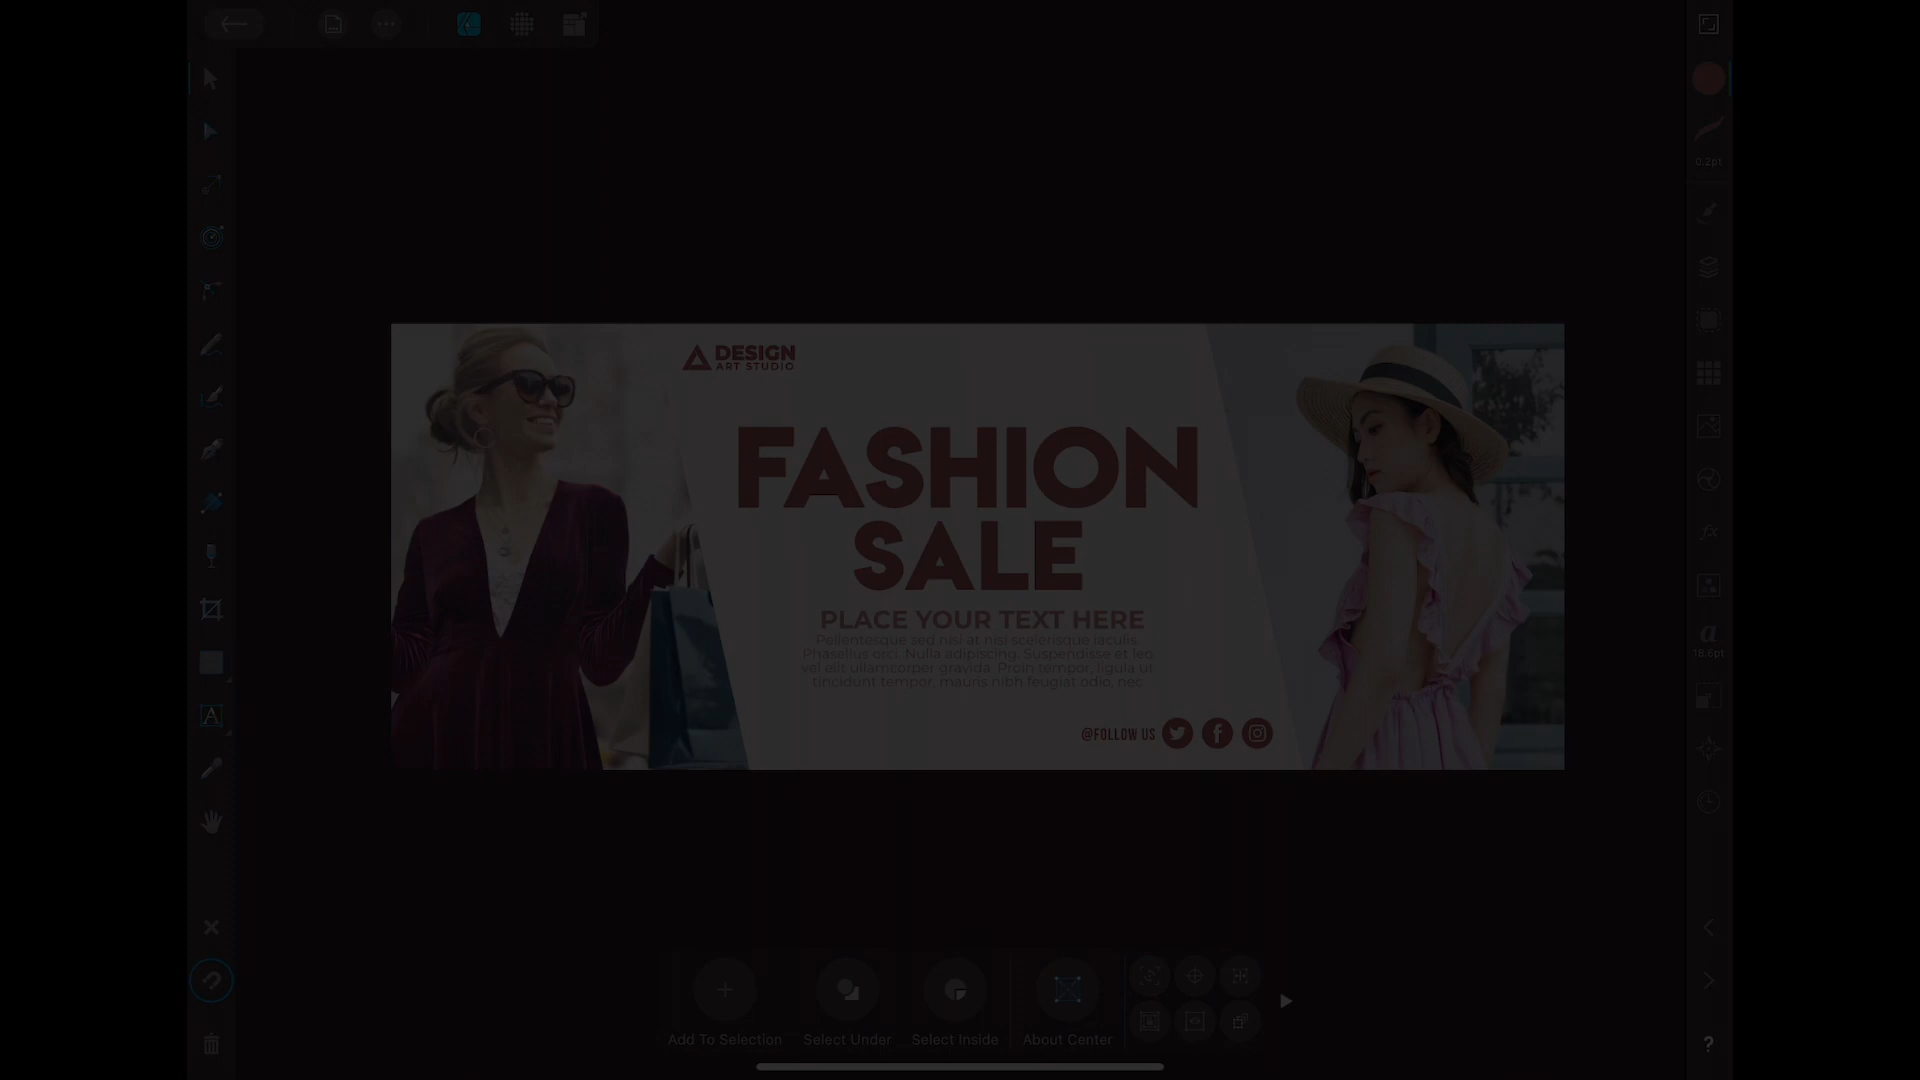 0.2pt
DESIGN
ART STUDIO
FASHION
SALE
PLACE YOUR TEXT HERE
Pellentesque sed nisi at nisi scelerisque iaculis.
Phasellus orci. Nulla adipiscing. Suspendisse et leo
vel elit ullamcorper gravida. Proin tempor, ligula ut
tincidunt tempor, mauris nibh feugiat odio, nec
@FOLLOW US
fx
a
18.6pt
A
Add To Selection
Select Under
Select Inside
About Center
?